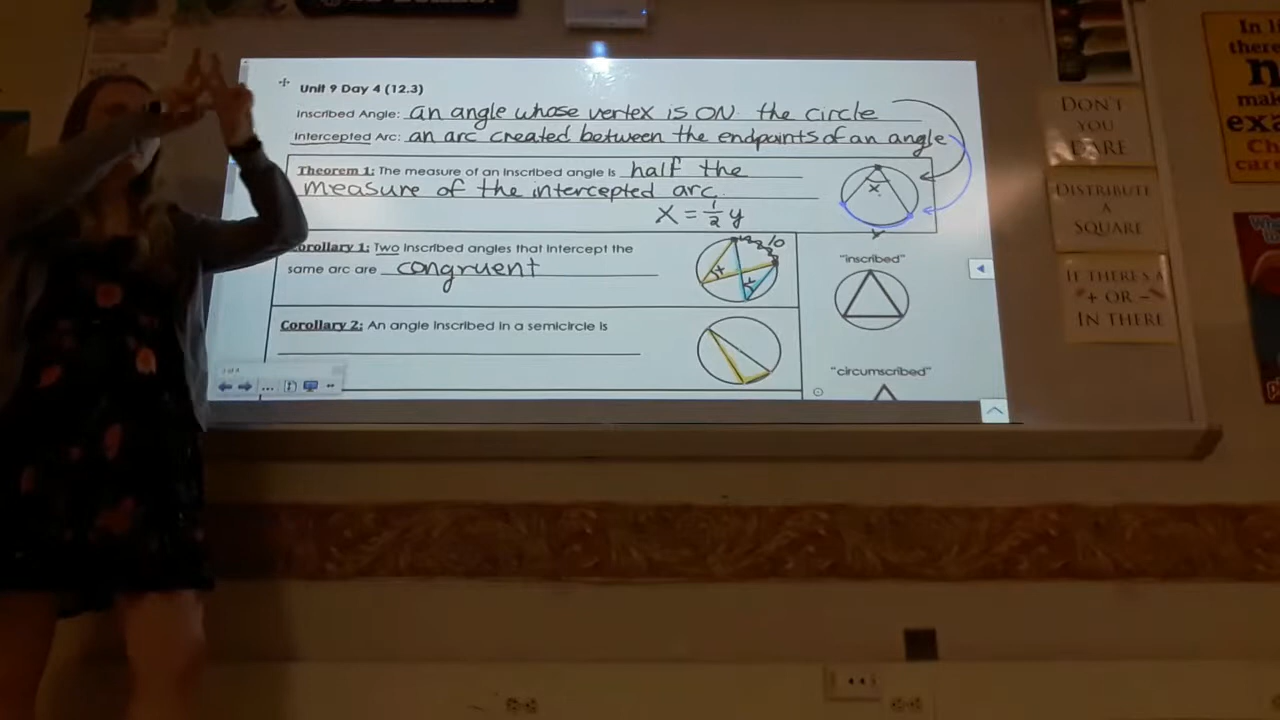 Unit 9 Day 4 (12.3)
Inscribed Angle: an angle whose vertex is ON the circle
Intercepted Arc: an arc created between the endpoints of an angle
Theorem 1: The measure of an inscribed angle is half the
measure of the intercepted arc.
x = 1/2 y
x
y
Corollary 1: Two inscribed angles that intercept the
same arc are congruent
x
x
"inscribed"
Corollary 2: An angle inscribed in a semicircle is
"circumscribed"
DON'T
YOU
DARE
DISTRIBUTE
A
SQUARE
IF THERE'S A
+ OR -
IN THERE